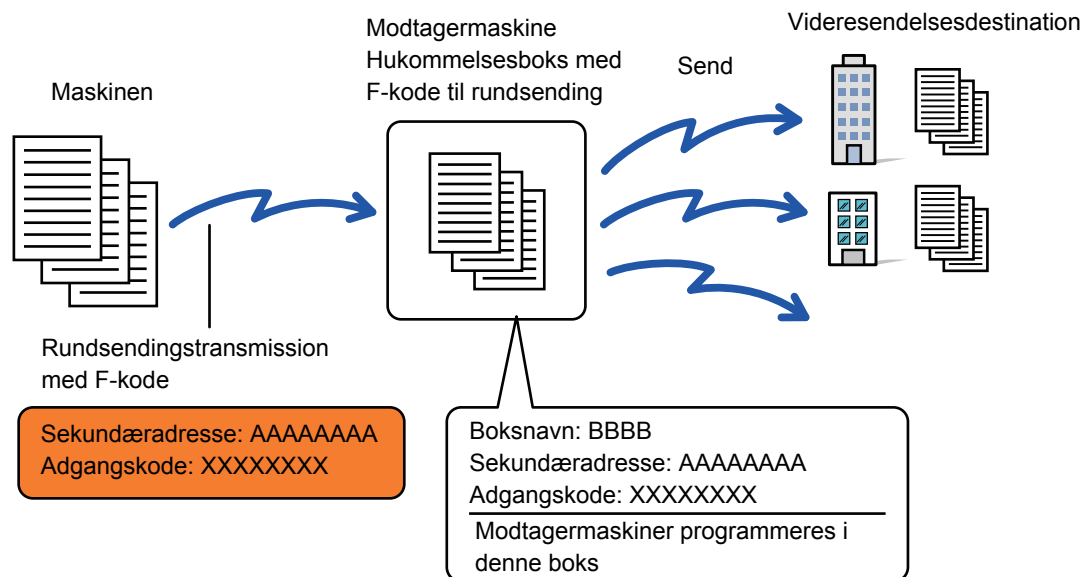 Maskinen
Modtagermaskine
Hukommelsesboks med
F-kode til rundsending
Send
Videresendelsesdestination
Rundsendingstransmission
med F-kode
Sekundæradresse: AAAAAAAA
Adgangskode: XXXXXXXX
Boksnavn: BBBB
Sekundæradresse: AAAAAAAA
Adgangskode: XXXXXXXX
Modtagermaskiner programmeres i
denne boks